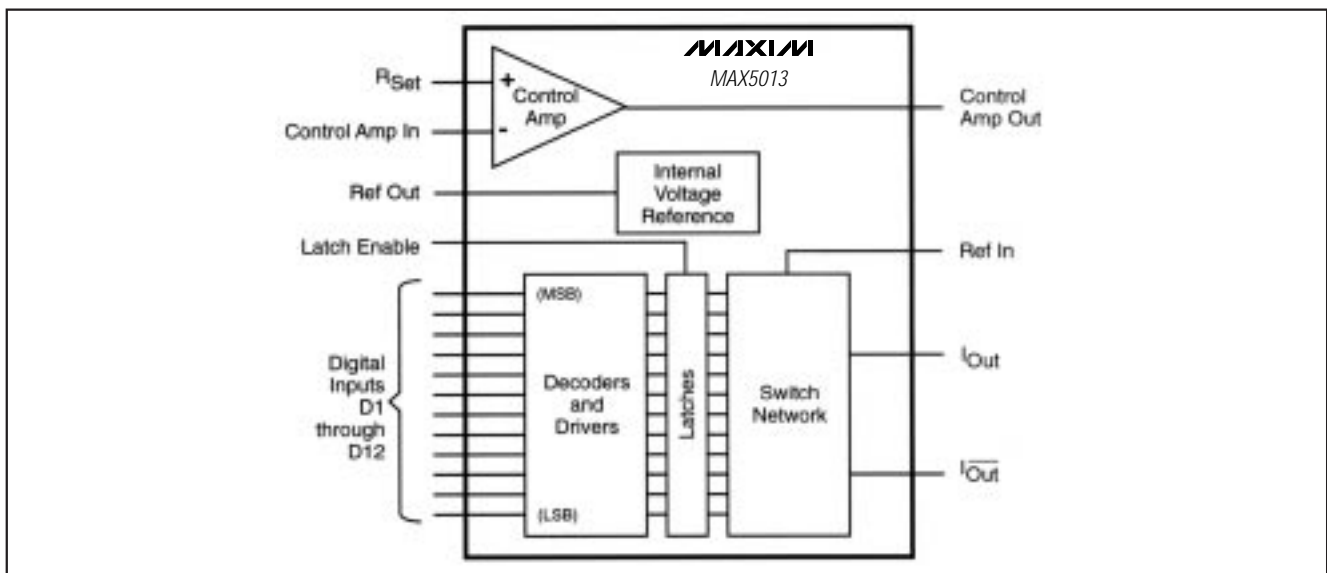 MAXIM
MAX5013
RSet
+
Control
Amp
Control Amp In
-
Control
Amp Out
Internal
Voltage
Reference
Ref Out
Latch Enable
Ref In
(MSB)
Digital
Inputs
D1
through
D12
Decoders
and
Drivers
Latches
Switch
Network
IOut
IOut
(LSB)